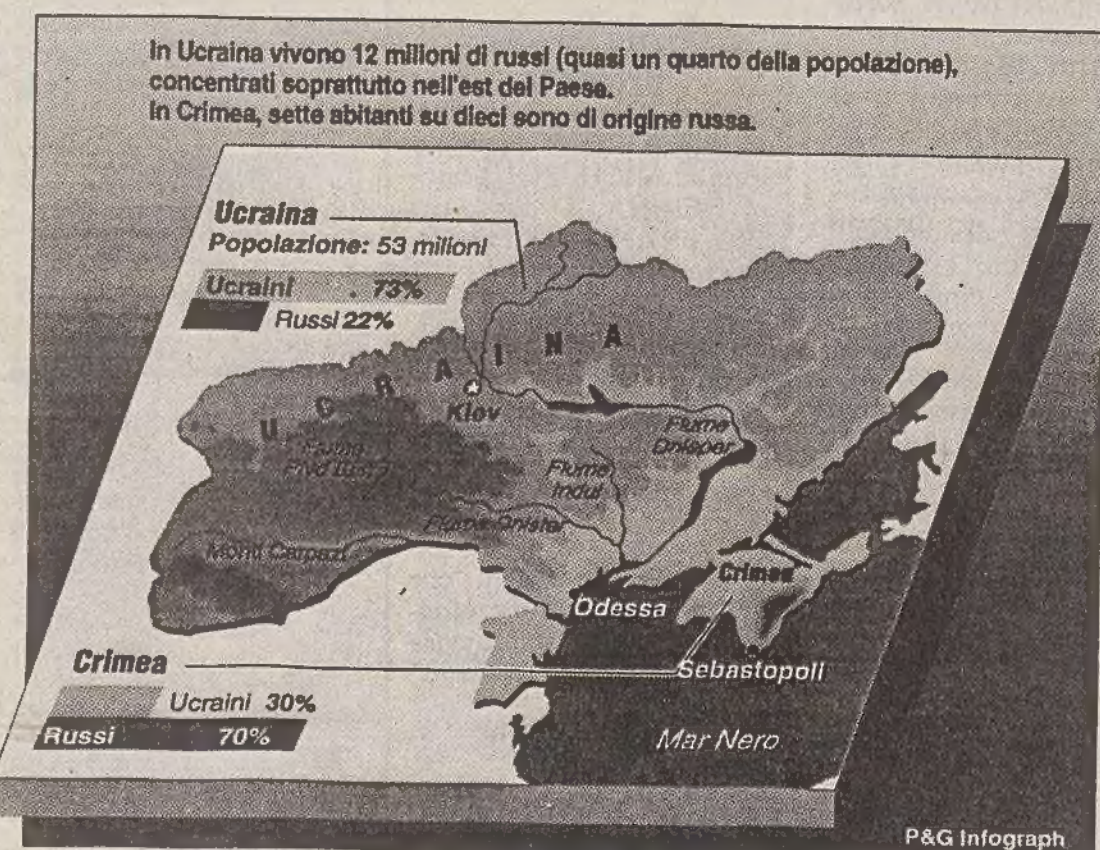 In Ucraina vivono 12 milioni di russi (quasi un quarto della popolazione),
concentrati soprattutto nell'est del Paese.
In Crimea, sette abitanti su dieci sono di origine russa.
Ucraina
Popolazione: 53 milioni
Ucraini 73%
Russi 22%
UCRAINA
Kiev
Fiume
Dnieper
Fiume
Fiume
Indul
Fiume Dnister
Monti Carpazi
Crimea
Odessa
Sebastopoli
Crimea
Ucraini 30%
Russi 70%
Mar Nero
P&G Infograph